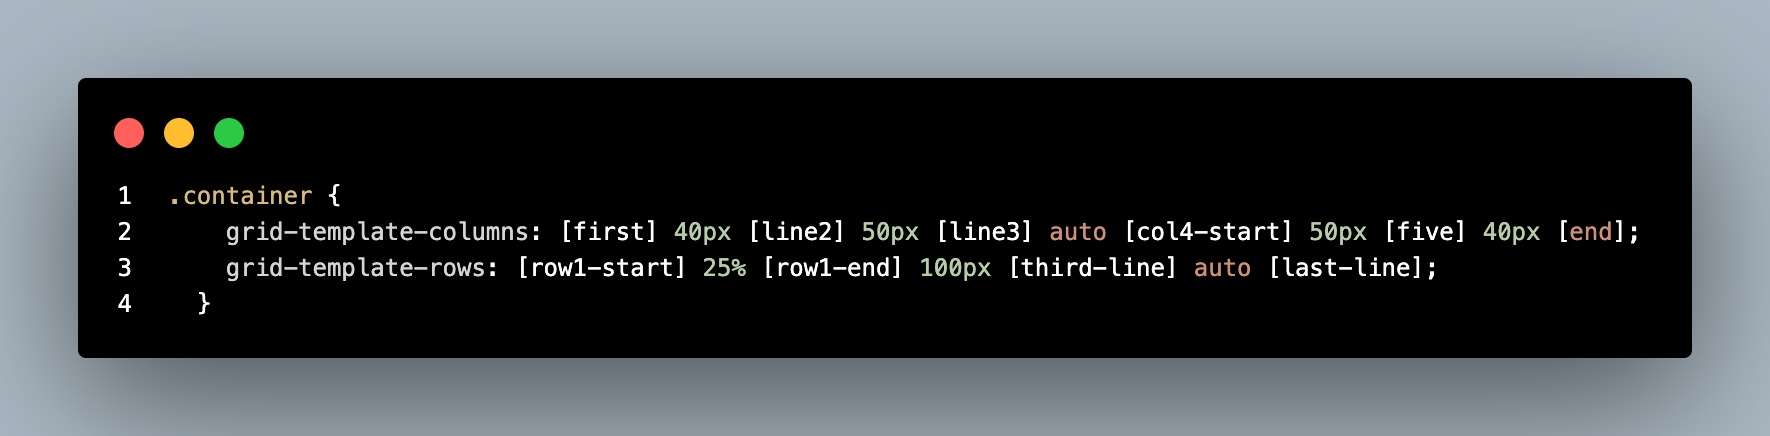 1 .container {
2 grid-template-columns: [first] 40px [line2] 50px [line3] auto [col4-start] 50px [five] 40px [end];
3 grid-template-rows: [row1-start] 25% [row1-end] 100px [third-line] auto [last-line];
4 }